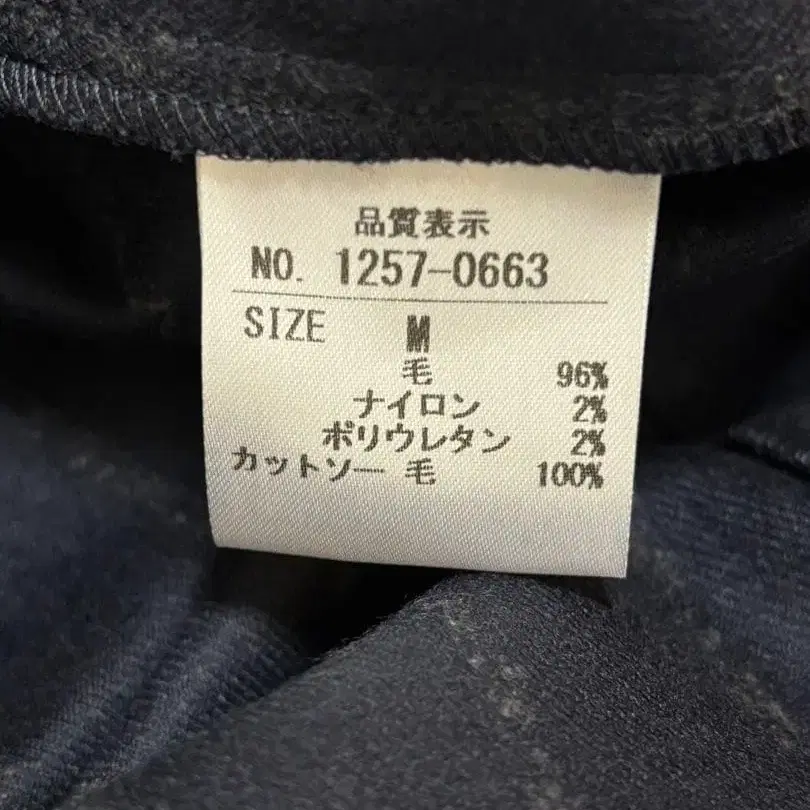 品質表示
NO. 1257-0663
SIZE M
毛 96%
ナイロン 2%
ポリウレタン 2%
カットソー 毛 100%